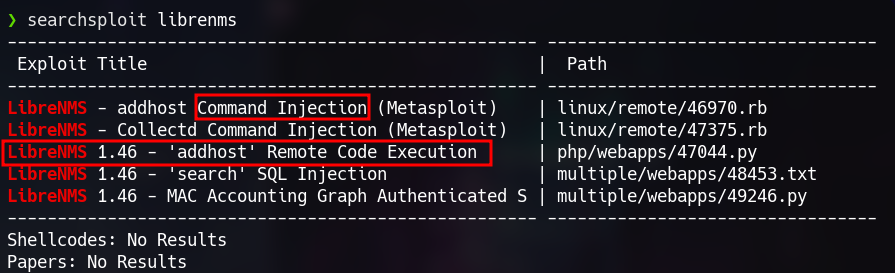 ❯ searchsploit librenms
------------------------------------------------------ ---------------------------------
 Exploit Title                                        |  Path
------------------------------------------------------ ---------------------------------
LibreNMS - addhost Command Injection (Metasploit)     | linux/remote/46970.rb
LibreNMS - Collectd Command Injection (Metasploit)    | linux/remote/47375.rb
LibreNMS 1.46 - 'addhost' Remote Code Execution       | php/webapps/47044.py
LibreNMS 1.46 - 'search' SQL Injection                | multiple/webapps/48453.txt
LibreNMS 1.46 - MAC Accounting Graph Authenticated S | multiple/webapps/49246.py
------------------------------------------------------ ---------------------------------
Shellcodes: No Results
Papers: No Results